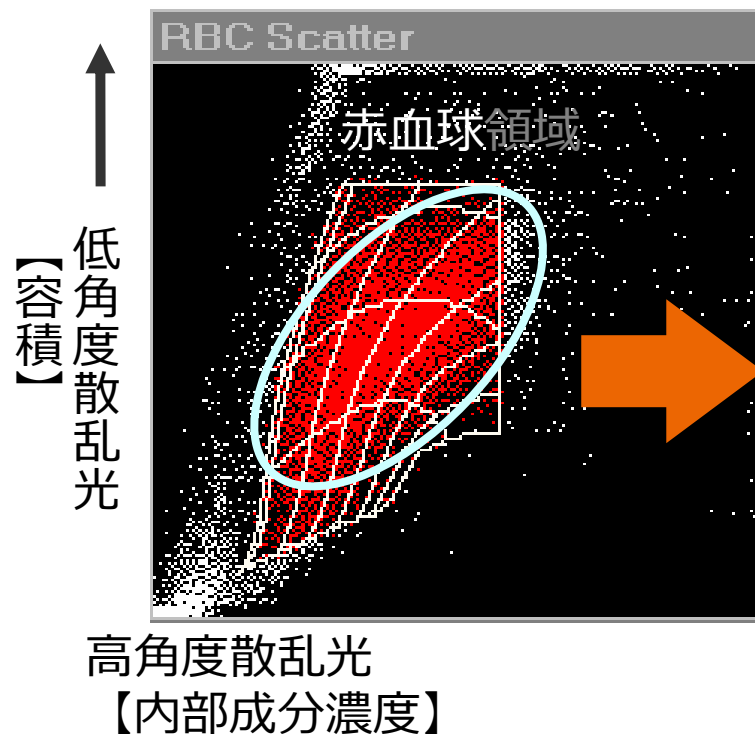 RBC Scatter
赤血球領域
低角度散乱光
【容積】
高角度散乱光
【内部成分濃度】